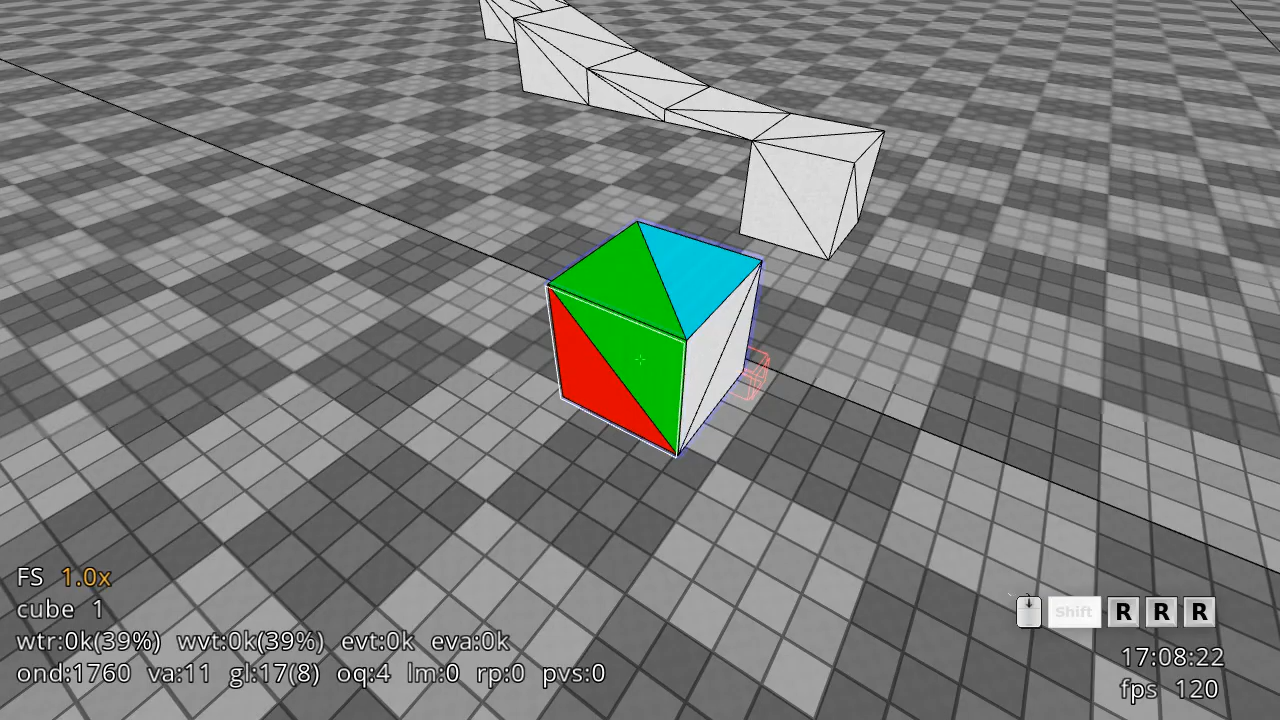 FS 1.0x
cube 1
wtr:0k(39%) wvt:0k(39%) evt:0k eva:0k
ond:1760 va:11 gl:17(8) oq:4 lm:0 rp:0 pvs:0
Shift R R R
17:08:22
fps 120